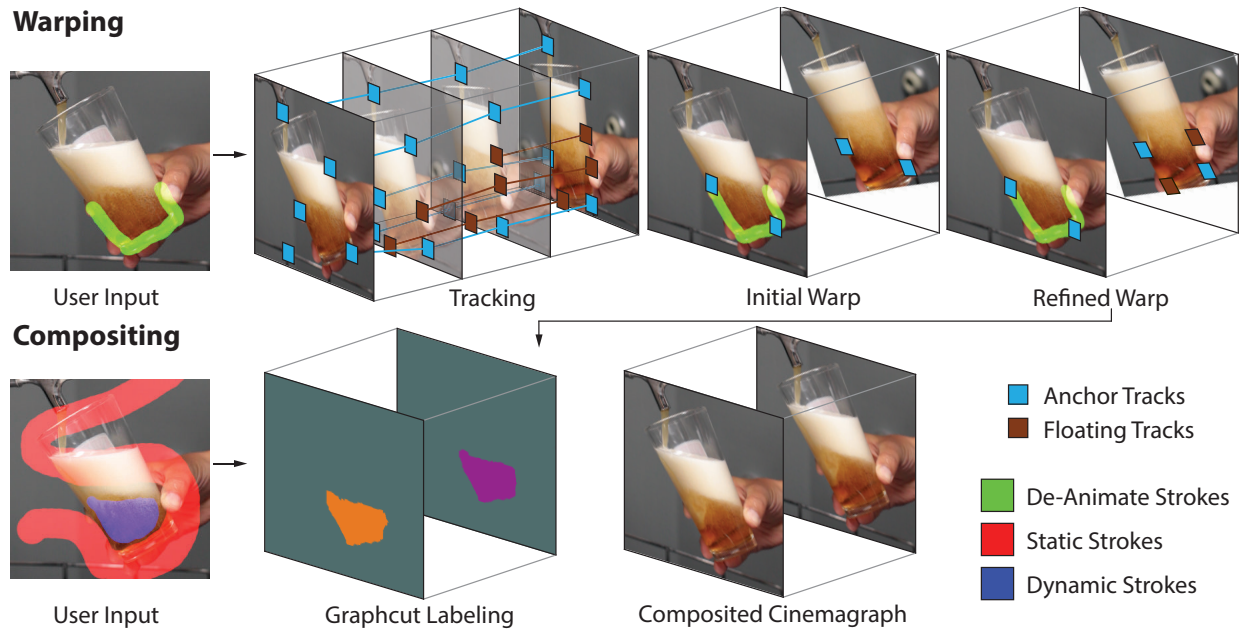 Warping
User Input
Tracking
Initial Warp
Refined Warp
Compositing
User Input
Graphcut Labeling
Composited Cinemagraph
Anchor Tracks
Floating Tracks
De-Animate Strokes
Static Strokes
Dynamic Strokes